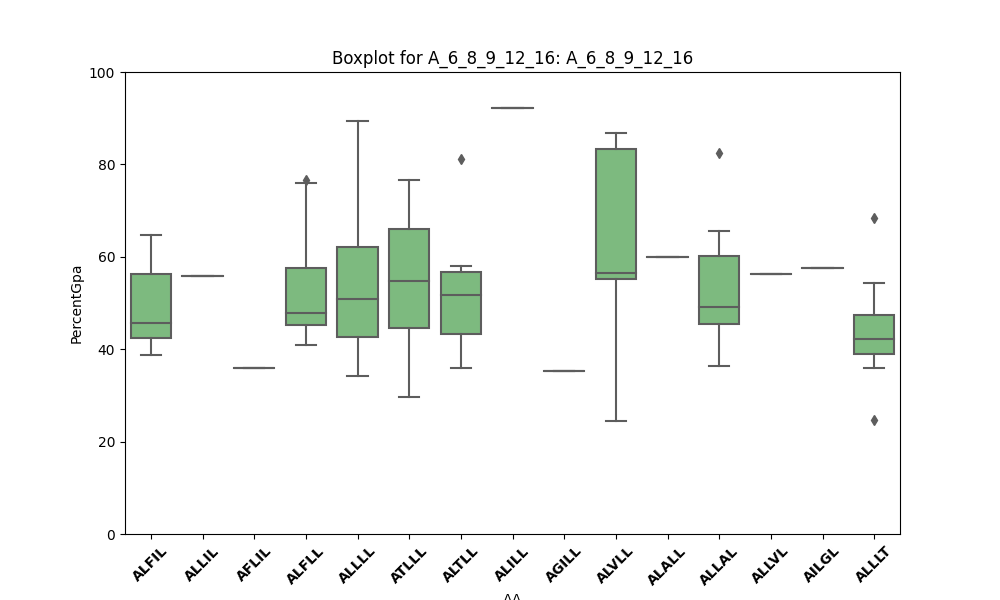 Boxplot for A_6_8_9_12_16: A_6_8_9_12_16
100
80
60
40
20
0
PercentGpa
ALFIL ALLIL AFLIL ALFLL ALLLL ATLLL ALTLL ALILL AGILL ALVLL ALALL ALLAL ALLVL AILGL ALLLT
AA